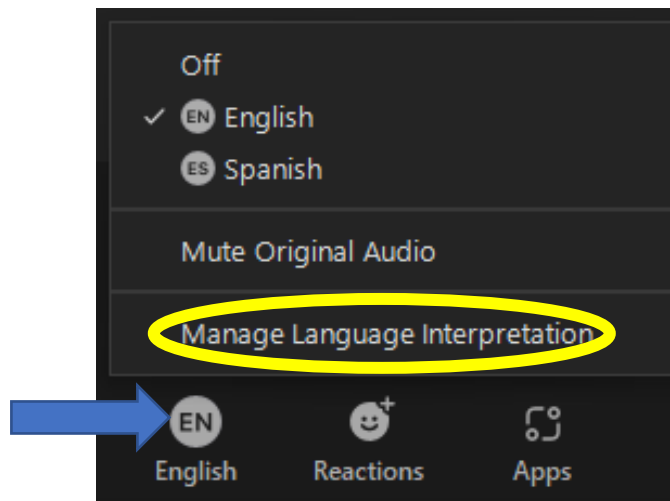 Off
EN English
ES Spanish
Mute Original Audio
Manage Language Interpretation
EN
English Reactions Apps